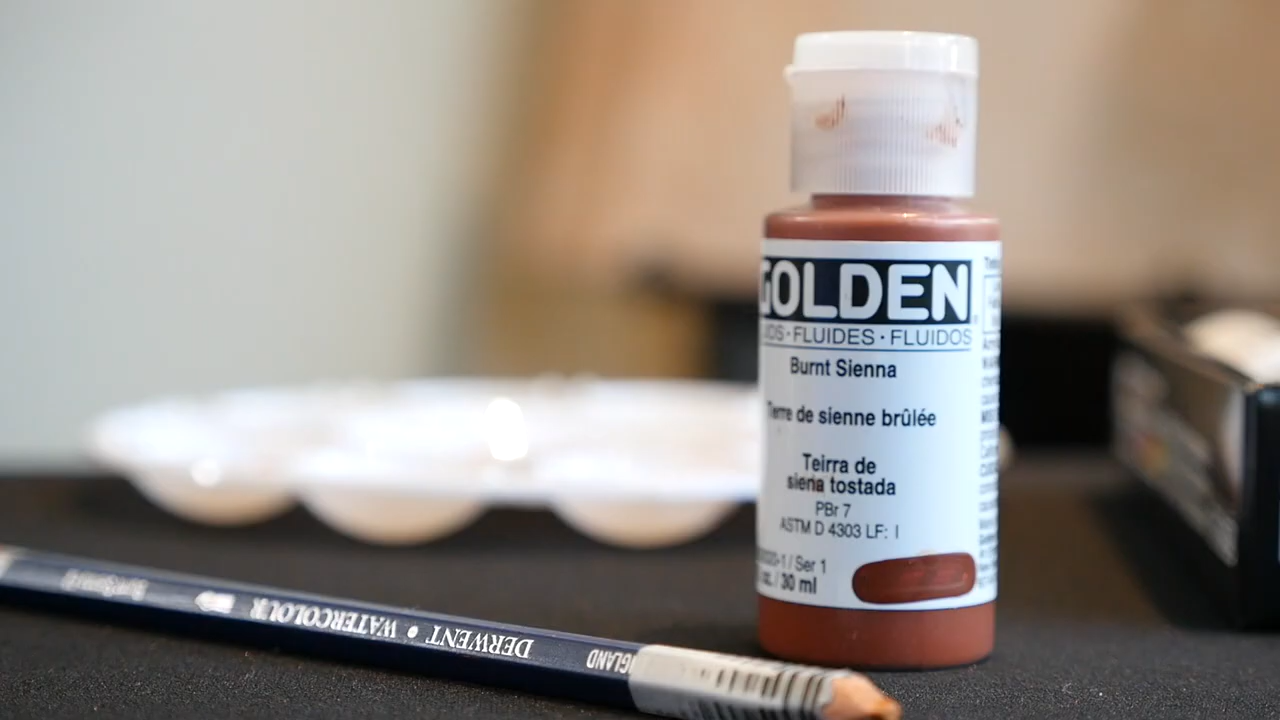 GOLDEN
FLUIDES · FLUIDOS
Burnt Sienna
Terre de sienne brûlée
Teirra de
siena tostada
PBr 7
ASTM D 4303 LF: I
/ Ser 1
/ 30 ml
DERWENT • WATERCOLOUR